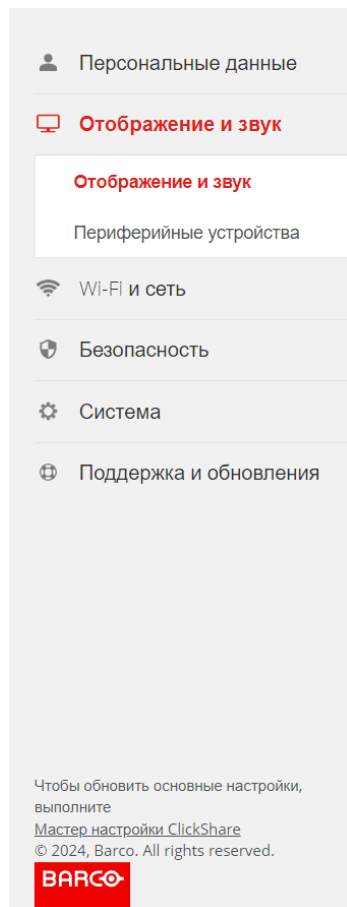 Персональные данные
Отображение и звук
Отображение и звук
Периферийные устройства
Wi-Fi и сеть
Безопасность
Система
Поддержка и обновления
Чтобы обновить основные настройки,
выполните
Мастер настройки ClickShare
© 2024, Barco. All rights reserved.
BARCO